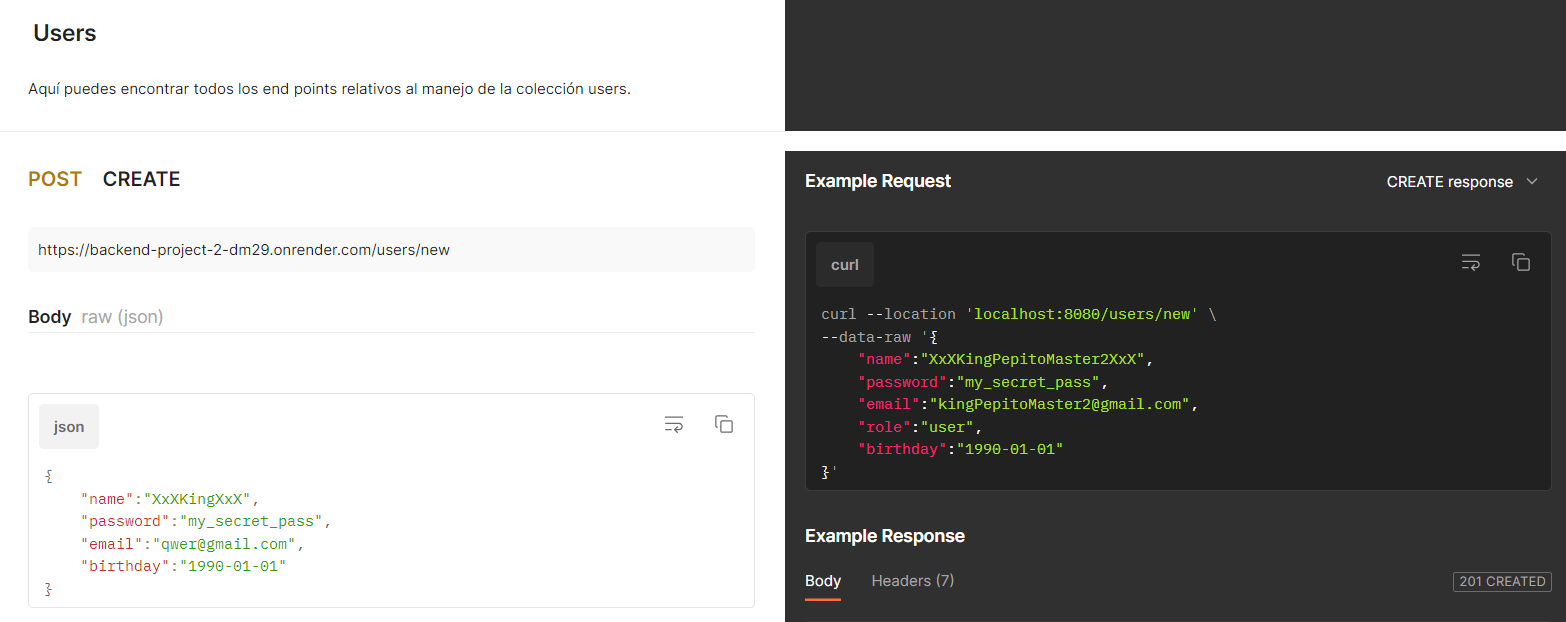 Users
Aquí puedes encontrar todos los end points relativos al manejo de la colección users.
POST CREATE
https://backend-project-2-dm29.onrender.com/users/new
Body raw (json)
json
{
"name":"XxXKingXxX",
"password":"my_secret_pass",
"email":"qwer@gmail.com",
"birthday":"1990-01-01"
}
Example Request
CREATE response
curl
curl --location 'localhost:8080/users/new' \
--data-raw '{
"name":"XxXKingPepitoMaster2XxX",
"password":"my_secret_pass",
"email":"kingPepitoMaster2@gmail.com",
"role":"user",
"birthday":"1990-01-01"
}'
Example Response
Body Headers (7)
201 CREATED